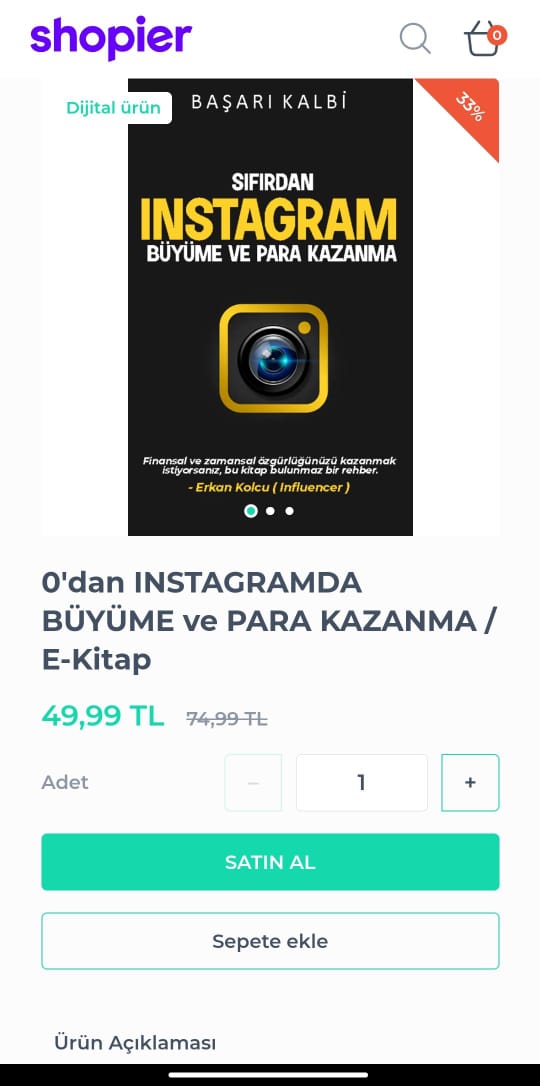 shopier
0
Dijital ürün
33%
BAŞARI KALBİ
SIFIRDAN
INSTAGRAM
BÜYÜME VE PARA KAZANMA
Finansal ve zamansal özgürlüğünüzü kazanmak
istiyorsanız, bu kitap bulunmaz bir rehber.
- Erkan Kolcu ( Influencer )
0'dan INSTAGRAMDA
BÜYÜME ve PARA KAZANMA /
E-Kitap
49,99 TL 74,99 TL
Adet − 1 +
SATIN AL
Sepete ekle
Ürün Açıklaması